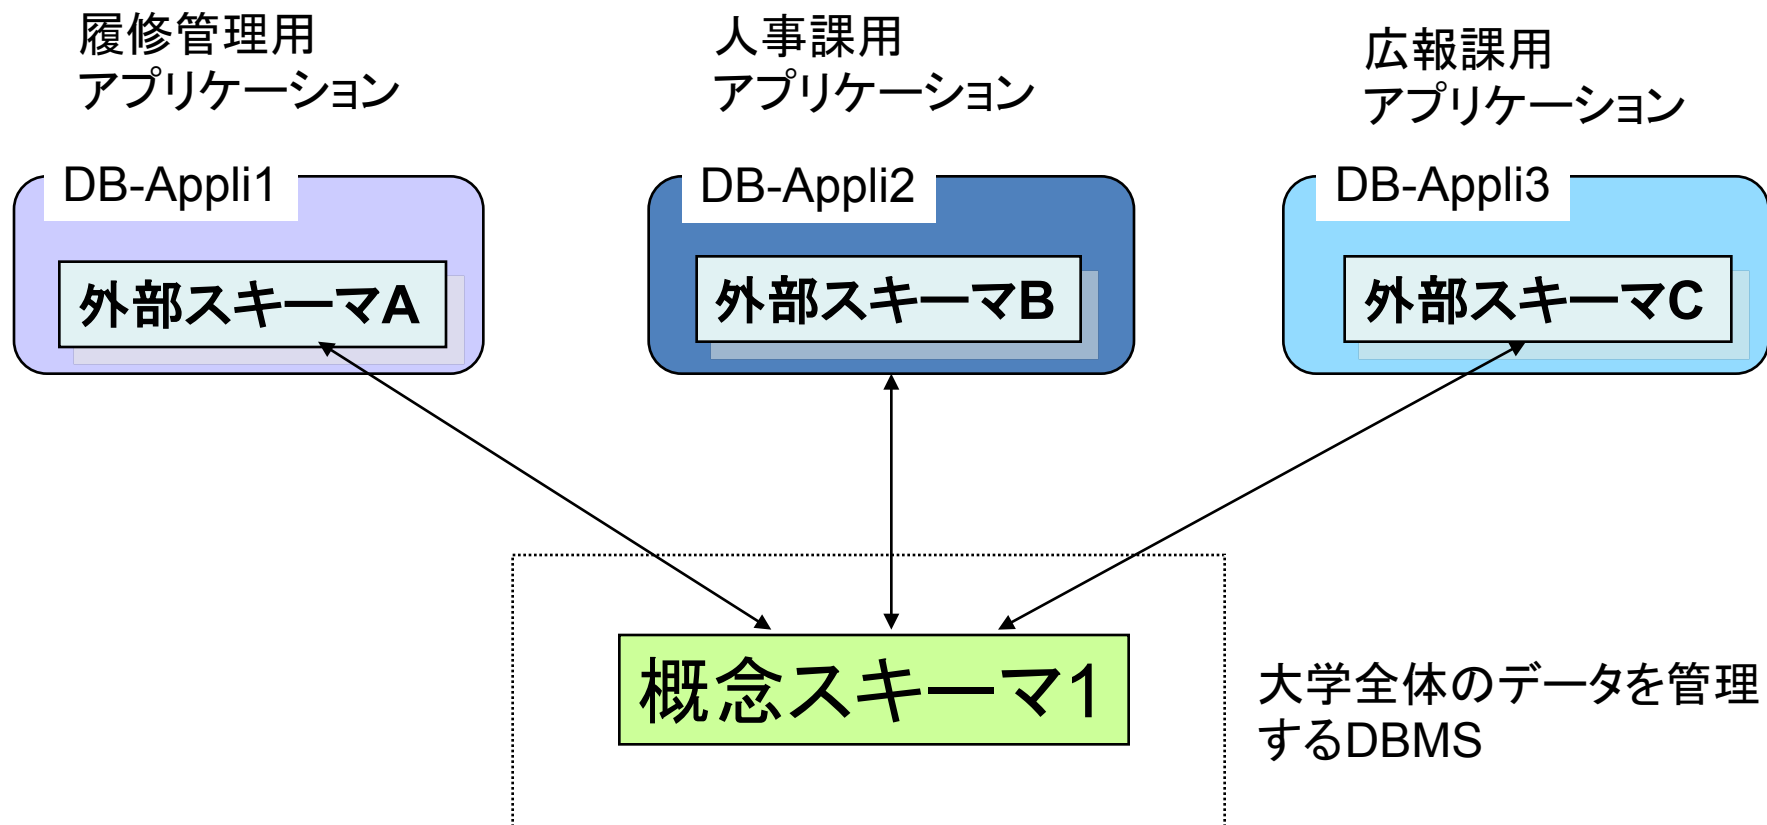 履修管理用
アプリケーション
人事課用
アプリケーション
広報課用
アプリケーション
DB-Appli1
DB-Appli2
DB-Appli3
外部スキーマA
外部スキーマB
外部スキーマC
概念スキーマ1
大学全体のデータを管理
するDBMS